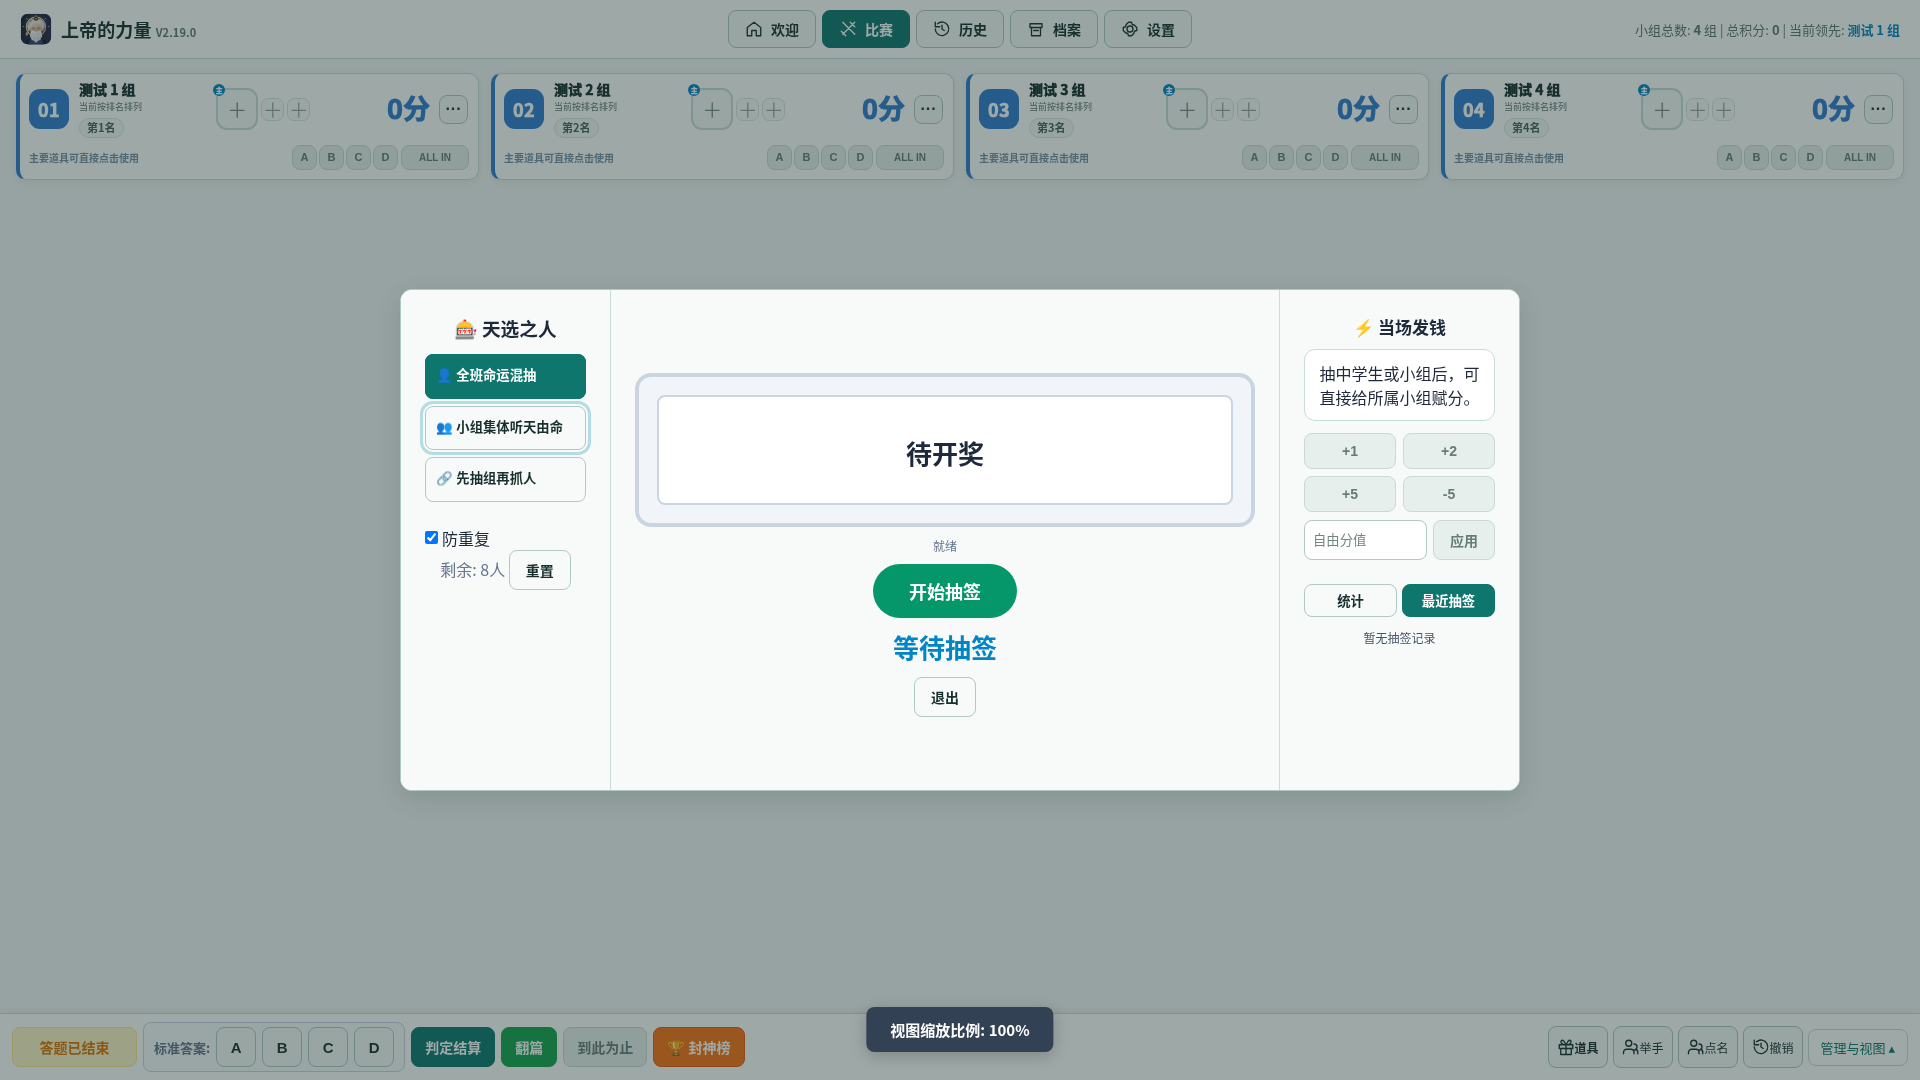 上帝的力量 V2.19.0
欢迎
比赛
历史
档案
设置
小组总数: 4 组 | 总积分: 0 | 当前领先: 测试 1 组
01
测试 1 组
当前按排名排列
第1名
主
0分
主要道具可直接点击使用
A B C D ALL IN
02
测试 2 组
当前按排名排列
第2名
主
0分
主要道具可直接点击使用
A B C D ALL IN
03
测试 3 组
当前按排名排列
第3名
主
0分
主要道具可直接点击使用
A B C D ALL IN
04
测试 4 组
当前按排名排列
第4名
主
0分
主要道具可直接点击使用
A B C D ALL IN
🎰 天选之人
👤 全班命运混抽
👥 小组集体听天由命
🔗 先抽组再抓人
防重复
剩余: 8人 重置
待开奖
就绪
开始抽签
等待抽签
退出
⚡ 当场发钱
抽中学生或小组后，可
直接给所属小组赋分。
+1 +2
+5 -5
自由分值 应用
统计 最近抽签
暂无抽签记录
答题已结束
标准答案: A B C D
判定结算
翻篇
到此为止
🏆 封神榜
视图缩放比例: 100%
道具
举手
点名
撤销
管理与视图 ▴